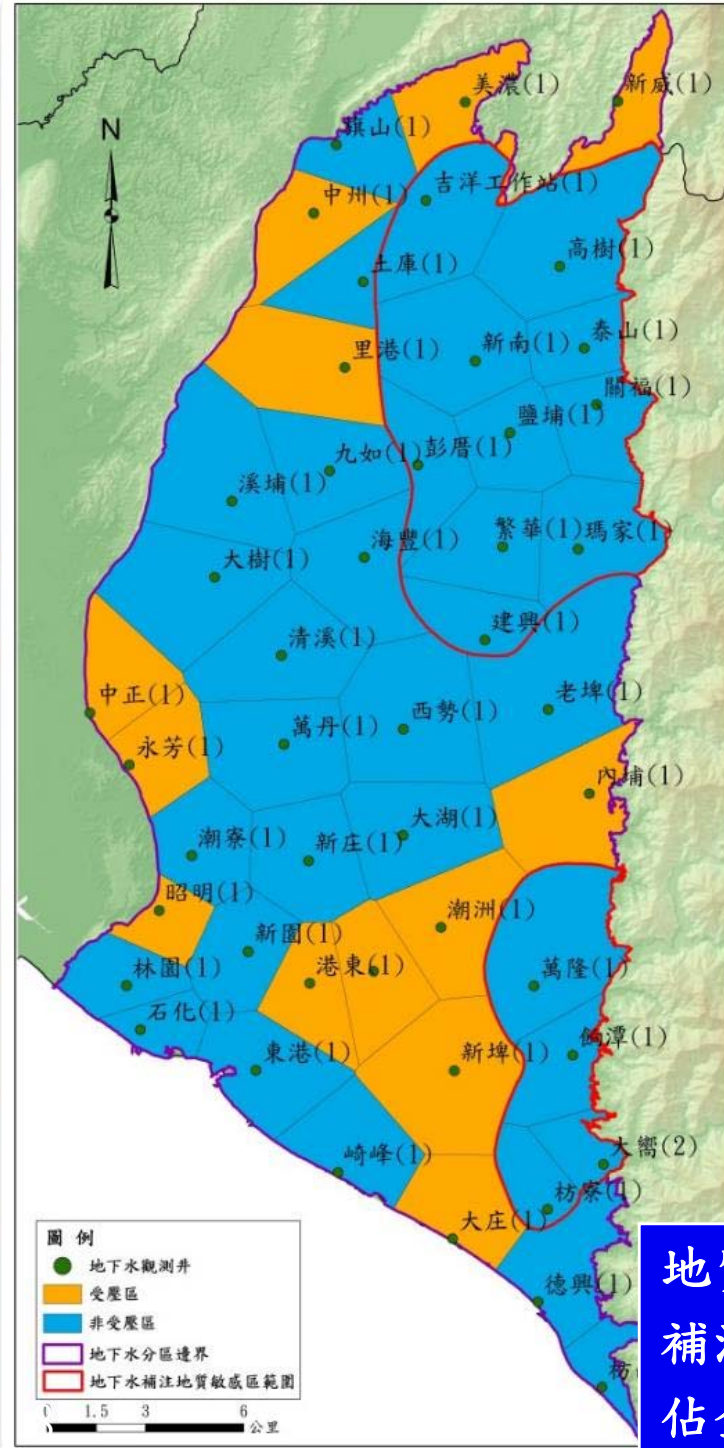 美濃(1)
新威(1)
N
旗山(1)
中州(1)
吉洋工作站(1)
高樹(1)
土庫(1)
里港(1)
新南(1)
泰山(1)
關福(1)
鹽埔(1)
九如(1)
彭厝(1)
溪埔(1)
大樹(1)
海豐(1)
繁華(1)
瑪家(1)
建興(1)
清溪(1)
中正(1)
老埤(1)
西勢(1)
萬丹(1)
永芳(1)
內埔(1)
大湖(1)
潮寮(1)
新庄(1)
昭明(1)
潮洲(1)
新園(1)
港東(1)
林園(1)
萬隆(1)
石化(1)
東港(1)
新埤(1)
餉潭(1)
崎峰(1)
大嚮(2)
枋寮(1)
大庄(1)
德興(1)
枋
圖例
地下水觀測井
受壓區
非受壓區
地下水分區邊界
地下水補注地質敏感區範圍
1.5 3 6
公里
地
補
佔